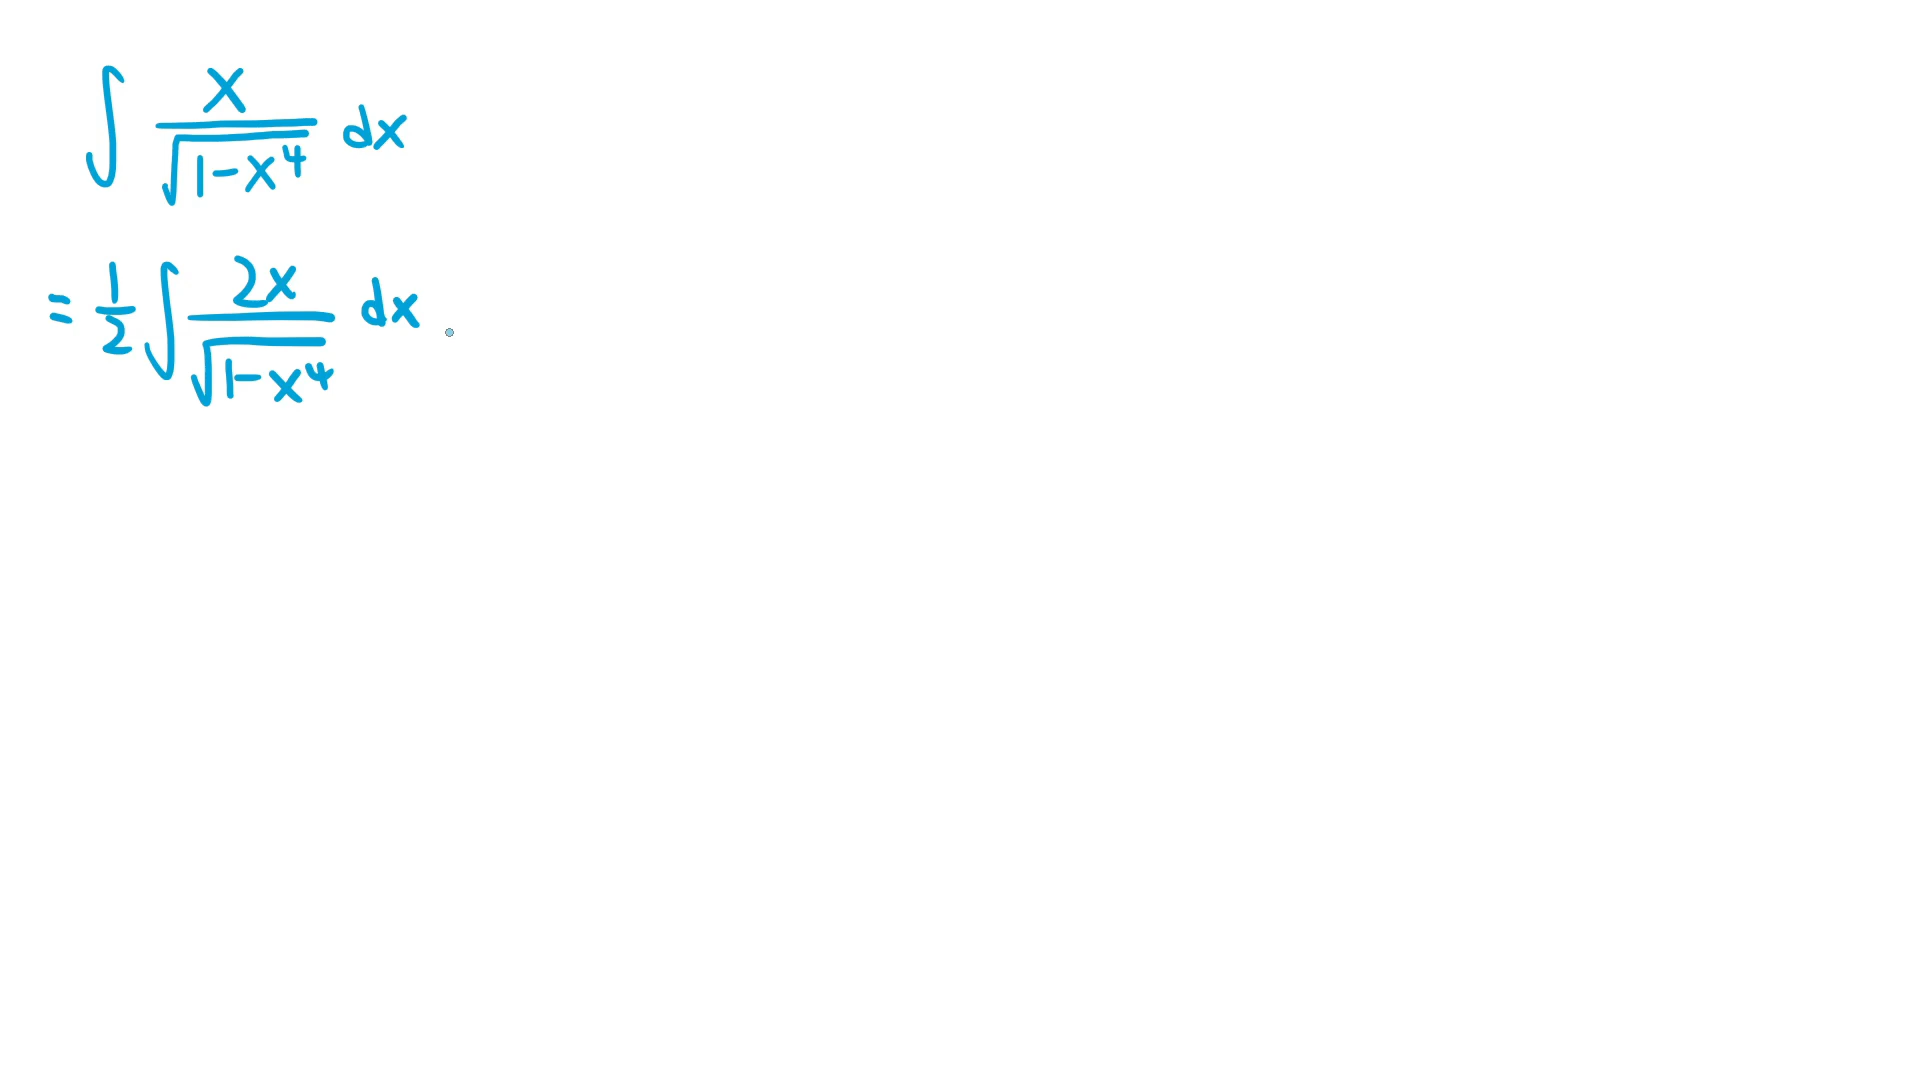 ∫ x/√(1-x⁴) dx
= 1/2 ∫ 2x/√(1-x⁴) dx